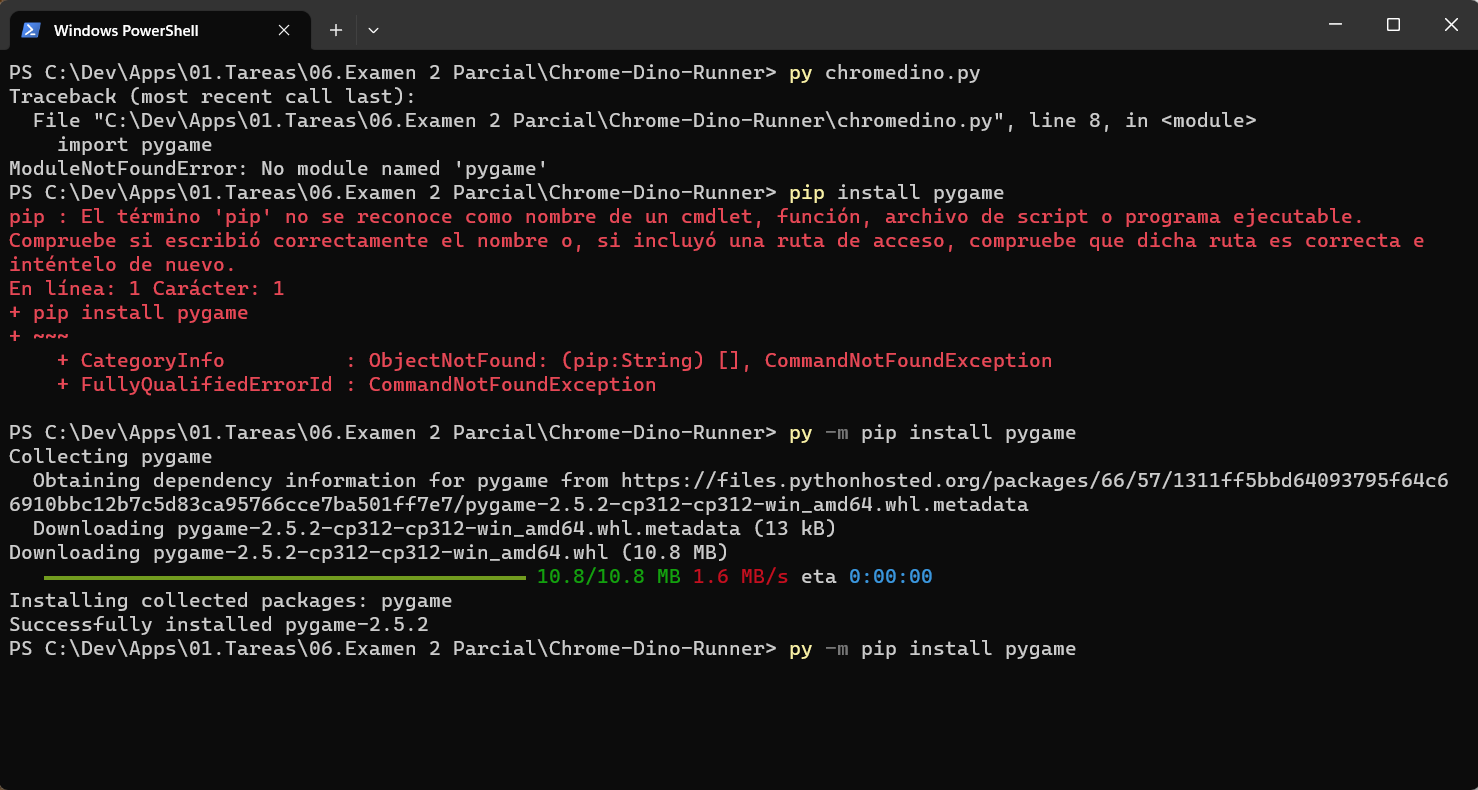 Windows PowerShell
PS C:\Dev\Apps\01.Tareas\06.Examen 2 Parcial\Chrome-Dino-Runner> py chromedino.py
Traceback (most recent call last):
  File "C:\Dev\Apps\01.Tareas\06.Examen 2 Parcial\Chrome-Dino-Runner\chromedino.py", line 8, in <module>
    import pygame
ModuleNotFoundError: No module named 'pygame'
PS C:\Dev\Apps\01.Tareas\06.Examen 2 Parcial\Chrome-Dino-Runner> pip install pygame
pip : El término 'pip' no se reconoce como nombre de un cmdlet, función, archivo de script o programa ejecutable.
Compruebe si escribió correctamente el nombre o, si incluyó una ruta de acceso, compruebe que dicha ruta es correcta e
inténtelo de nuevo.
En línea: 1 Carácter: 1
+ pip install pygame
+ ~~~
    + CategoryInfo          : ObjectNotFound: (pip:String) [], CommandNotFoundException
    + FullyQualifiedErrorId : CommandNotFoundException
PS C:\Dev\Apps\01.Tareas\06.Examen 2 Parcial\Chrome-Dino-Runner> py -m pip install pygame
Collecting pygame
  Obtaining dependency information for pygame from https://files.pythonhosted.org/packages/66/57/1311ff5bbd64093795f64c6
6910bbc12b7c5d83ca95766cce7ba501ff7e7/pygame-2.5.2-cp312-cp312-win_amd64.whl.metadata
  Downloading pygame-2.5.2-cp312-cp312-win_amd64.whl.metadata (13 kB)
Downloading pygame-2.5.2-cp312-cp312-win_amd64.whl (10.8 MB)
10.8/10.8 MB 1.6 MB/s eta 0:00:00
Installing collected packages: pygame
Successfully installed pygame-2.5.2
PS C:\Dev\Apps\01.Tareas\06.Examen 2 Parcial\Chrome-Dino-Runner> py -m pip install pygame